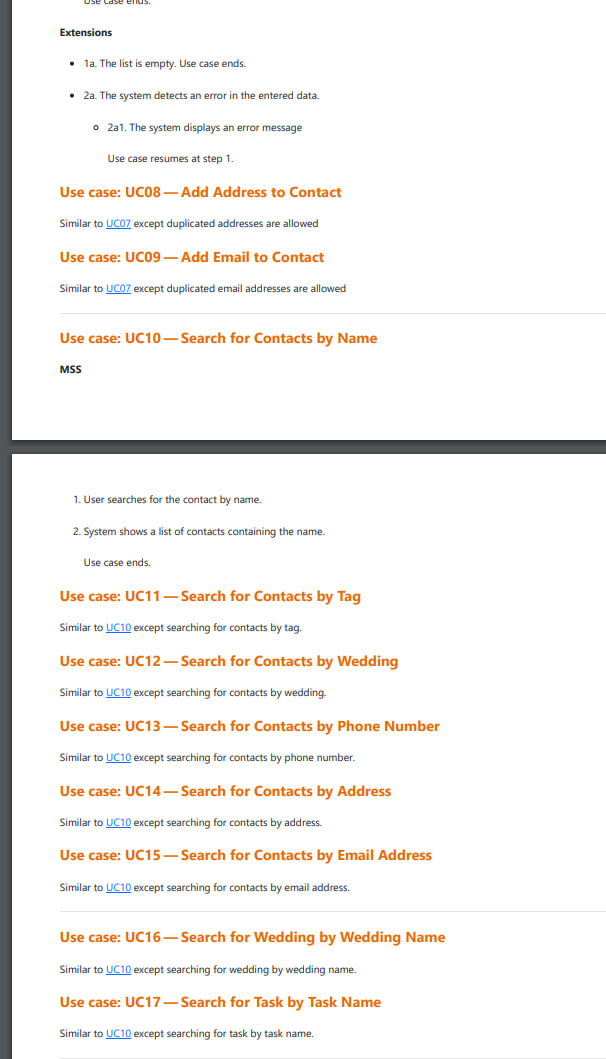 Use case ends.
Extensions
• 1a. The list is empty. Use case ends.
• 2a. The system detects an error in the entered data.
◦ 2a1. The system displays an error message
Use case resumes at step 1.
Use case: UC08 — Add Address to Contact
Similar to UC07 except duplicated addresses are allowed
Use case: UC09 — Add Email to Contact
Similar to UC07 except duplicated email addresses are allowed
Use case: UC10 — Search for Contacts by Name
MSS
1. User searches for the contact by name.
2. System shows a list of contacts containing the name.
Use case ends.
Use case: UC11 — Search for Contacts by Tag
Similar to UC10 except searching for contacts by tag.
Use case: UC12 — Search for Contacts by Wedding
Similar to UC10 except searching for contacts by wedding.
Use case: UC13 — Search for Contacts by Phone Number
Similar to UC10 except searching for contacts by phone number.
Use case: UC14 — Search for Contacts by Address
Similar to UC10 except searching for contacts by address.
Use case: UC15 — Search for Contacts by Email Address
Similar to UC10 except searching for contacts by email address.
Use case: UC16 — Search for Wedding by Wedding Name
Similar to UC10 except searching for wedding by wedding name.
Use case: UC17 — Search for Task by Task Name
Similar to UC10 except searching for task by task name.